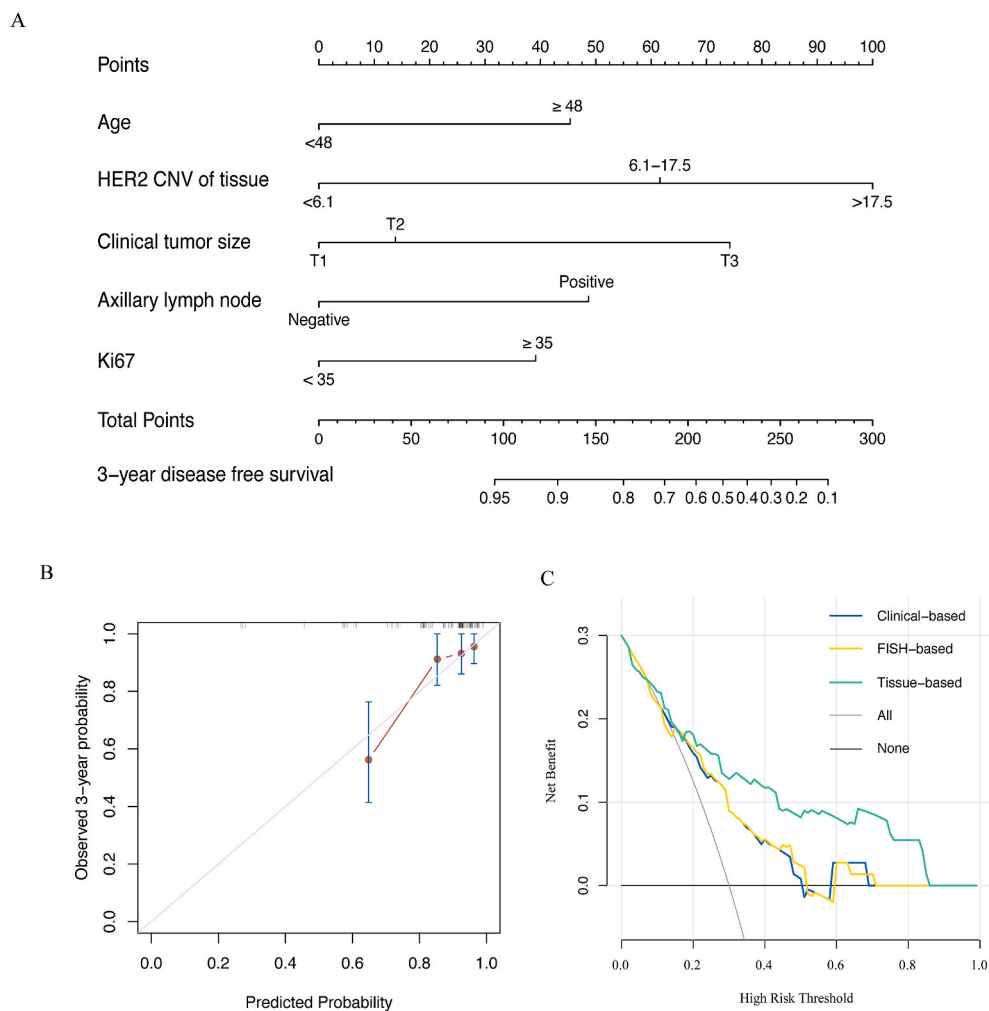 A
Points
0 10 20 30 40 50 60 70 80 90 100
Age
≥ 48
<48
HER2 CNV of tissue
6.1−17.5
<6.1
>17.5
Clinical tumor size
T2
T1
T3
Axillary lymph node
Positive
Negative
Ki67
≥ 35
< 35
Total Points
0 50 100 150 200 250 300
3−year disease free survival
0.95 0.9 0.8 0.7 0.6 0.5 0.4 0.3 0.2 0.1
B
Observed 3−year probability
1.0
0.8
0.6
0.4
0.2
0.0
0.0 0.2 0.4 0.6 0.8 1.0
Predicted Probability
C
Net Benefit
0.3
0.2
0.1
0.0
Clinical−based
FISH−based
Tissue−based
All
None
0.0 0.2 0.4 0.6 0.8 1.0
High Risk Threshold